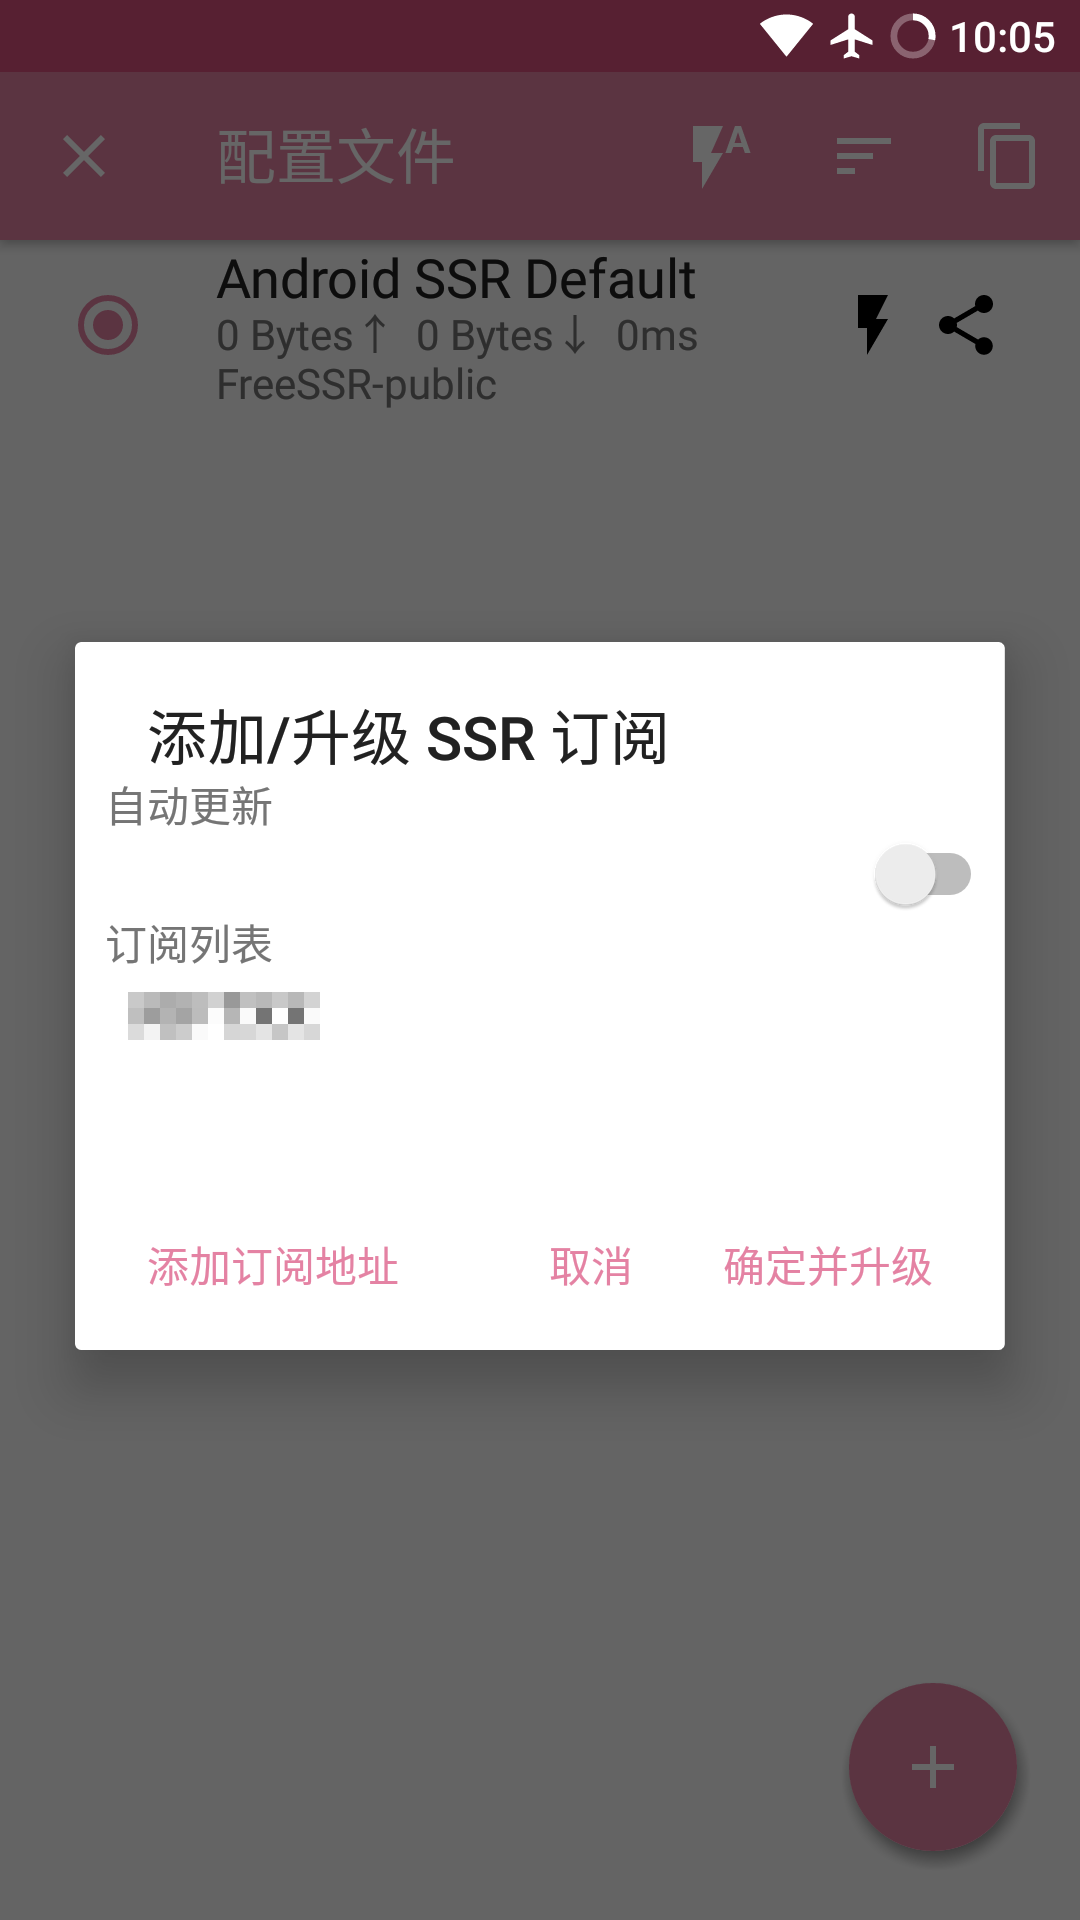 10:05
配置文件
A
Android SSR Default
0 Bytes↑ 0 Bytes↓ 0ms
FreeSSR-public
添加/升级 SSR 订阅
自动更新
订阅列表
添加订阅地址 取消 确定并升级